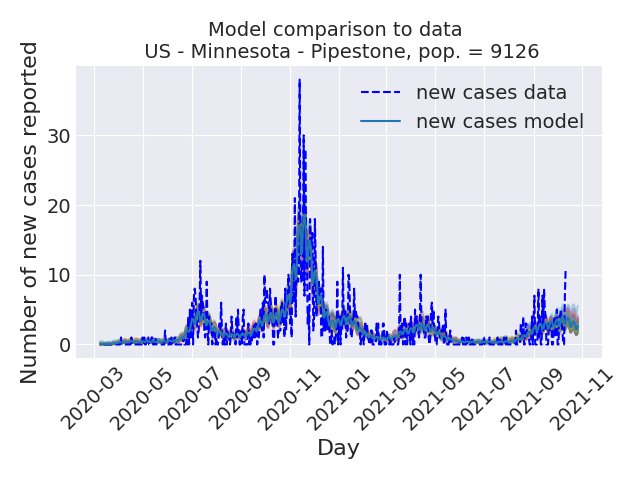 Model comparison to data
US - Minnesota - Pipestone, pop. = 9126
Number of new cases reported
new cases data
new cases model
30
20
10
0
2020-03
2020-05
2020-07
2020-09
2020-11
2021-01
2021-03
2021-05
2021-07
2021-09
2021-11
Day